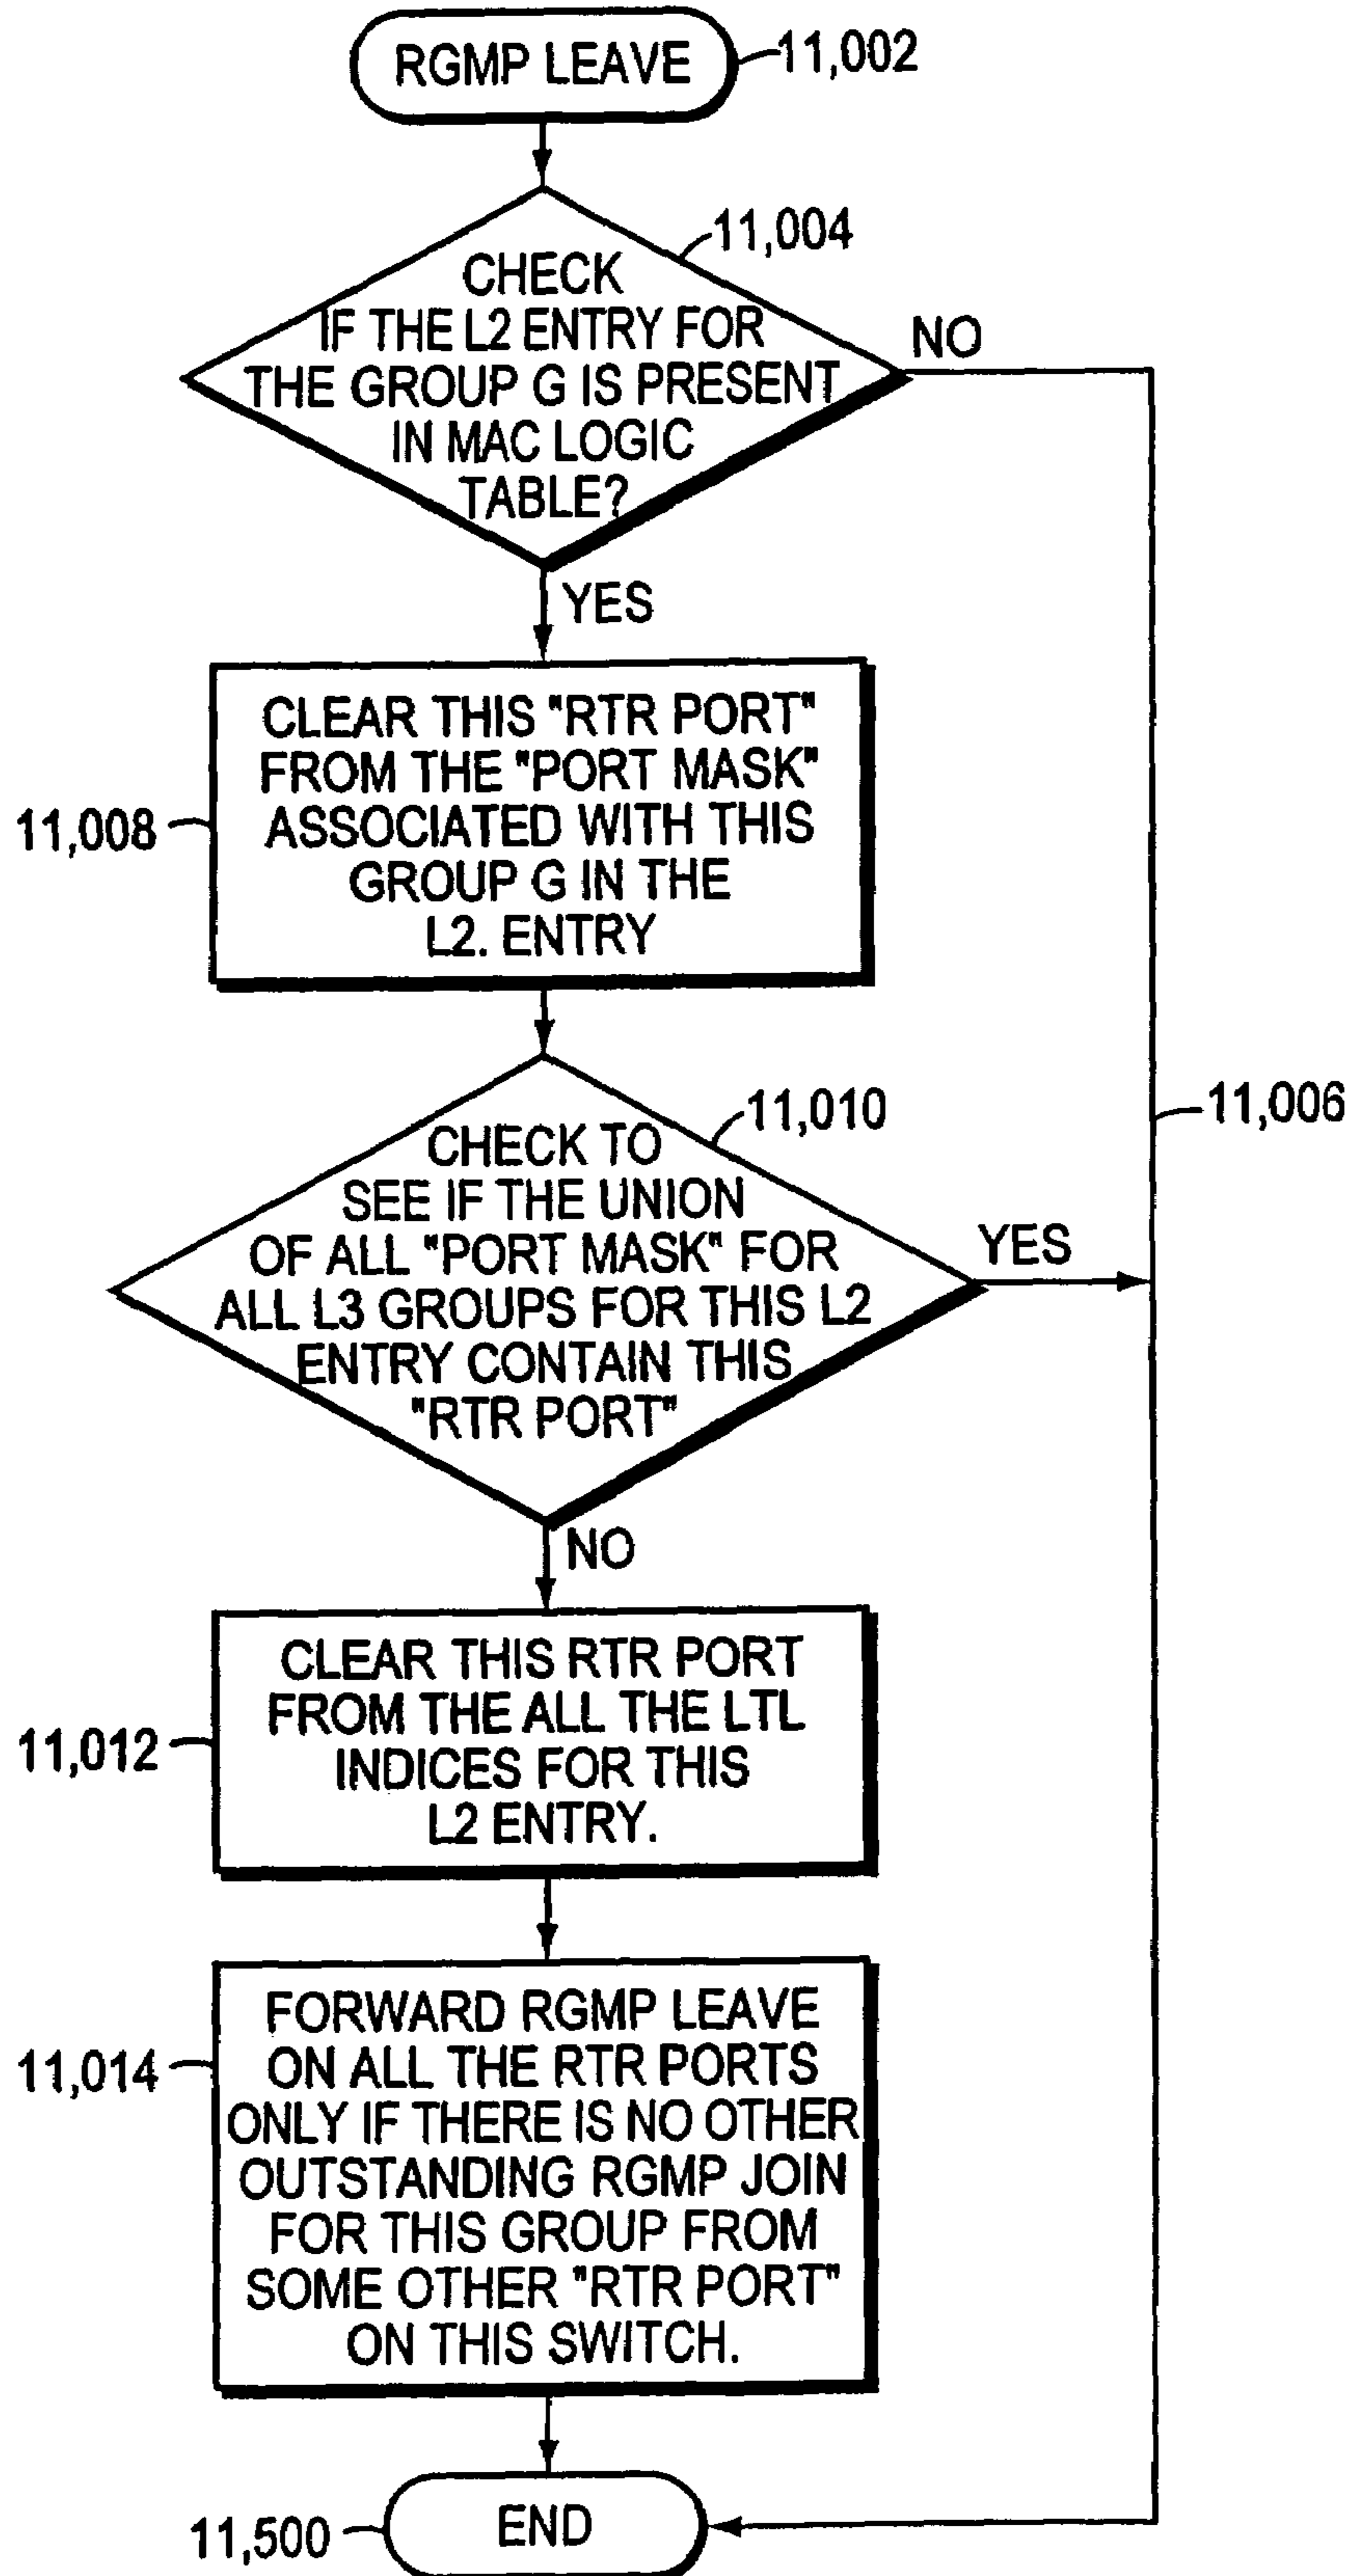 RGMP LEAVE
11,002
11,004
CHECK
IF THE L2 ENTRY FOR
THE GROUP G IS PRESENT
IN MAC LOGIC
TABLE?
NO
YES
CLEAR THIS "RTR PORT"
FROM THE "PORT MASK"
ASSOCIATED WITH THIS
GROUP G IN THE
L2. ENTRY
11,008
11,010
CHECK TO
SEE IF THE UNION
OF ALL "PORT MASK" FOR
ALL L3 GROUPS FOR THIS L2
ENTRY CONTAIN THIS
"RTR PORT"
YES
11,006
NO
CLEAR THIS RTR PORT
FROM THE ALL THE LTL
INDICES FOR THIS
L2 ENTRY.
11,012
FORWARD RGMP LEAVE
ON ALL THE RTR PORTS
ONLY IF THERE IS NO OTHER
OUTSTANDING RGMP JOIN
FOR THIS GROUP FROM
SOME OTHER "RTR PORT"
ON THIS SWITCH.
11,014
END
11,500